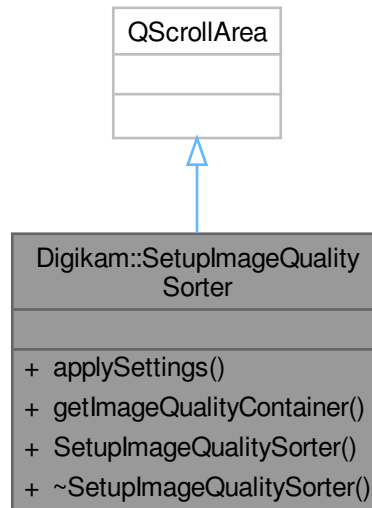 QScrollArea
Digikam::SetupImageQuality
Sorter
+ applySettings()
+ getImageQualityContainer()
+ SetupImageQualitySorter()
+ ~SetupImageQualitySorter()